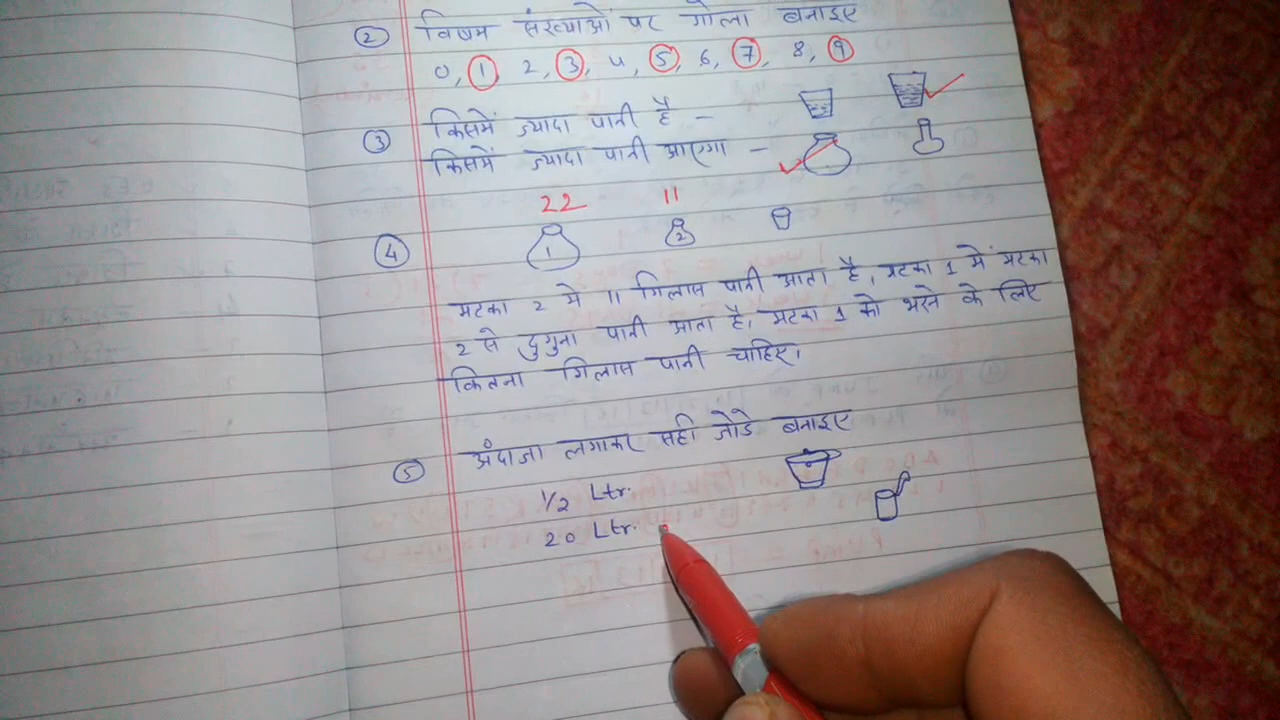 ② विषम संख्याओं पर गोला बनाइए
0, 1, 2, 3, 4, 5, 6, 7, 8, 9
③ किसमें ज्यादा पानी है -
किसमें ज्यादा पानी आएगा -
22 11
④ 1 2
मटका 2 में 11 गिलास पानी आता है, मटका 1 में मटका
2 से दुगुना पानी आता है, मटका 1 को भरने के लिए
कितना गिलास पानी चाहिए।
⑤ अंदाजा लगाकर सही जोडे बनाइए
1/2 Ltr.
20 Ltr.